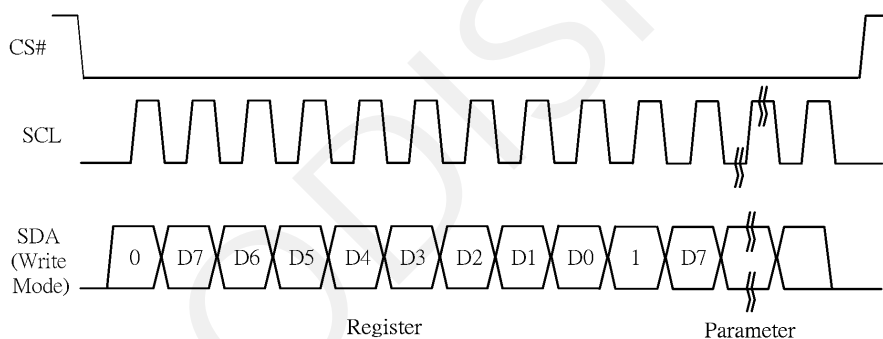 CS#
SCL
SDA
(Write
Mode)
0 D7 D6 D5 D4 D3 D2 D1 D0 1 D7
Register Parameter